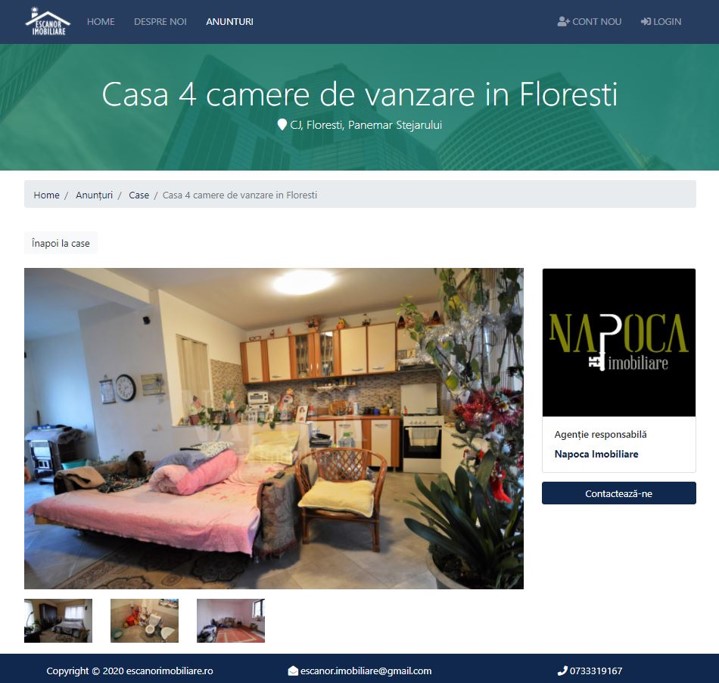 ESCANOR
IMOBILIARE
HOME DESPRE NOI ANUNTURI CONT NOU LOGIN
Casa 4 camere de vanzare in Floresti
CJ, Floresti, Panemar Stejarului
Home / Anunțuri / Case / Casa 4 camere de vanzare in Floresti
Înapoi la case
NAPOCA
imobiliare
Agenție responsabilă
Napoca Imobiliare
Contactează-ne
Copyright © 2020 escanorimobiliare.ro escanor.imobiliare@gmail.com 0733319167